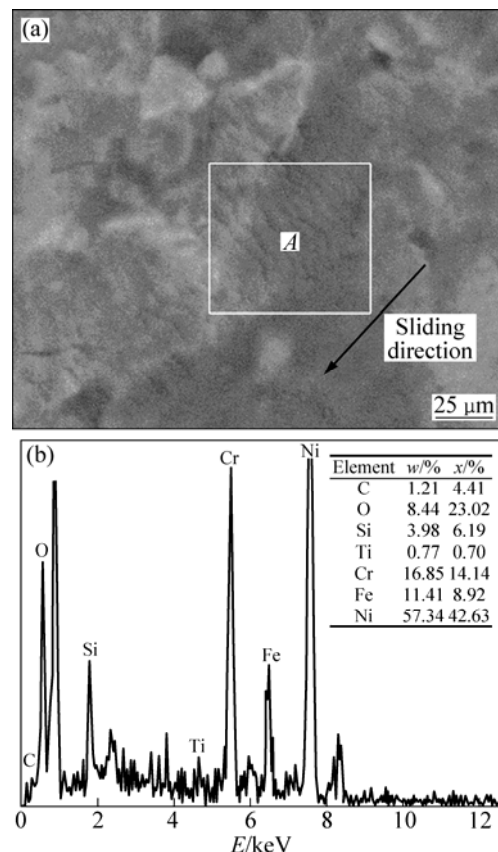 (a)
A
Sliding
direction
25 μm
(b)
Cr
Ni
O
Si
Fe
C
Ti
Element w/% x/%
C 1.21 4.41
O 8.44 23.02
Si 3.98 6.19
Ti 0.77 0.70
Cr 16.85 14.14
Fe 11.41 8.92
Ni 57.34 42.63
0 2 4 6 8 10 12
E/keV